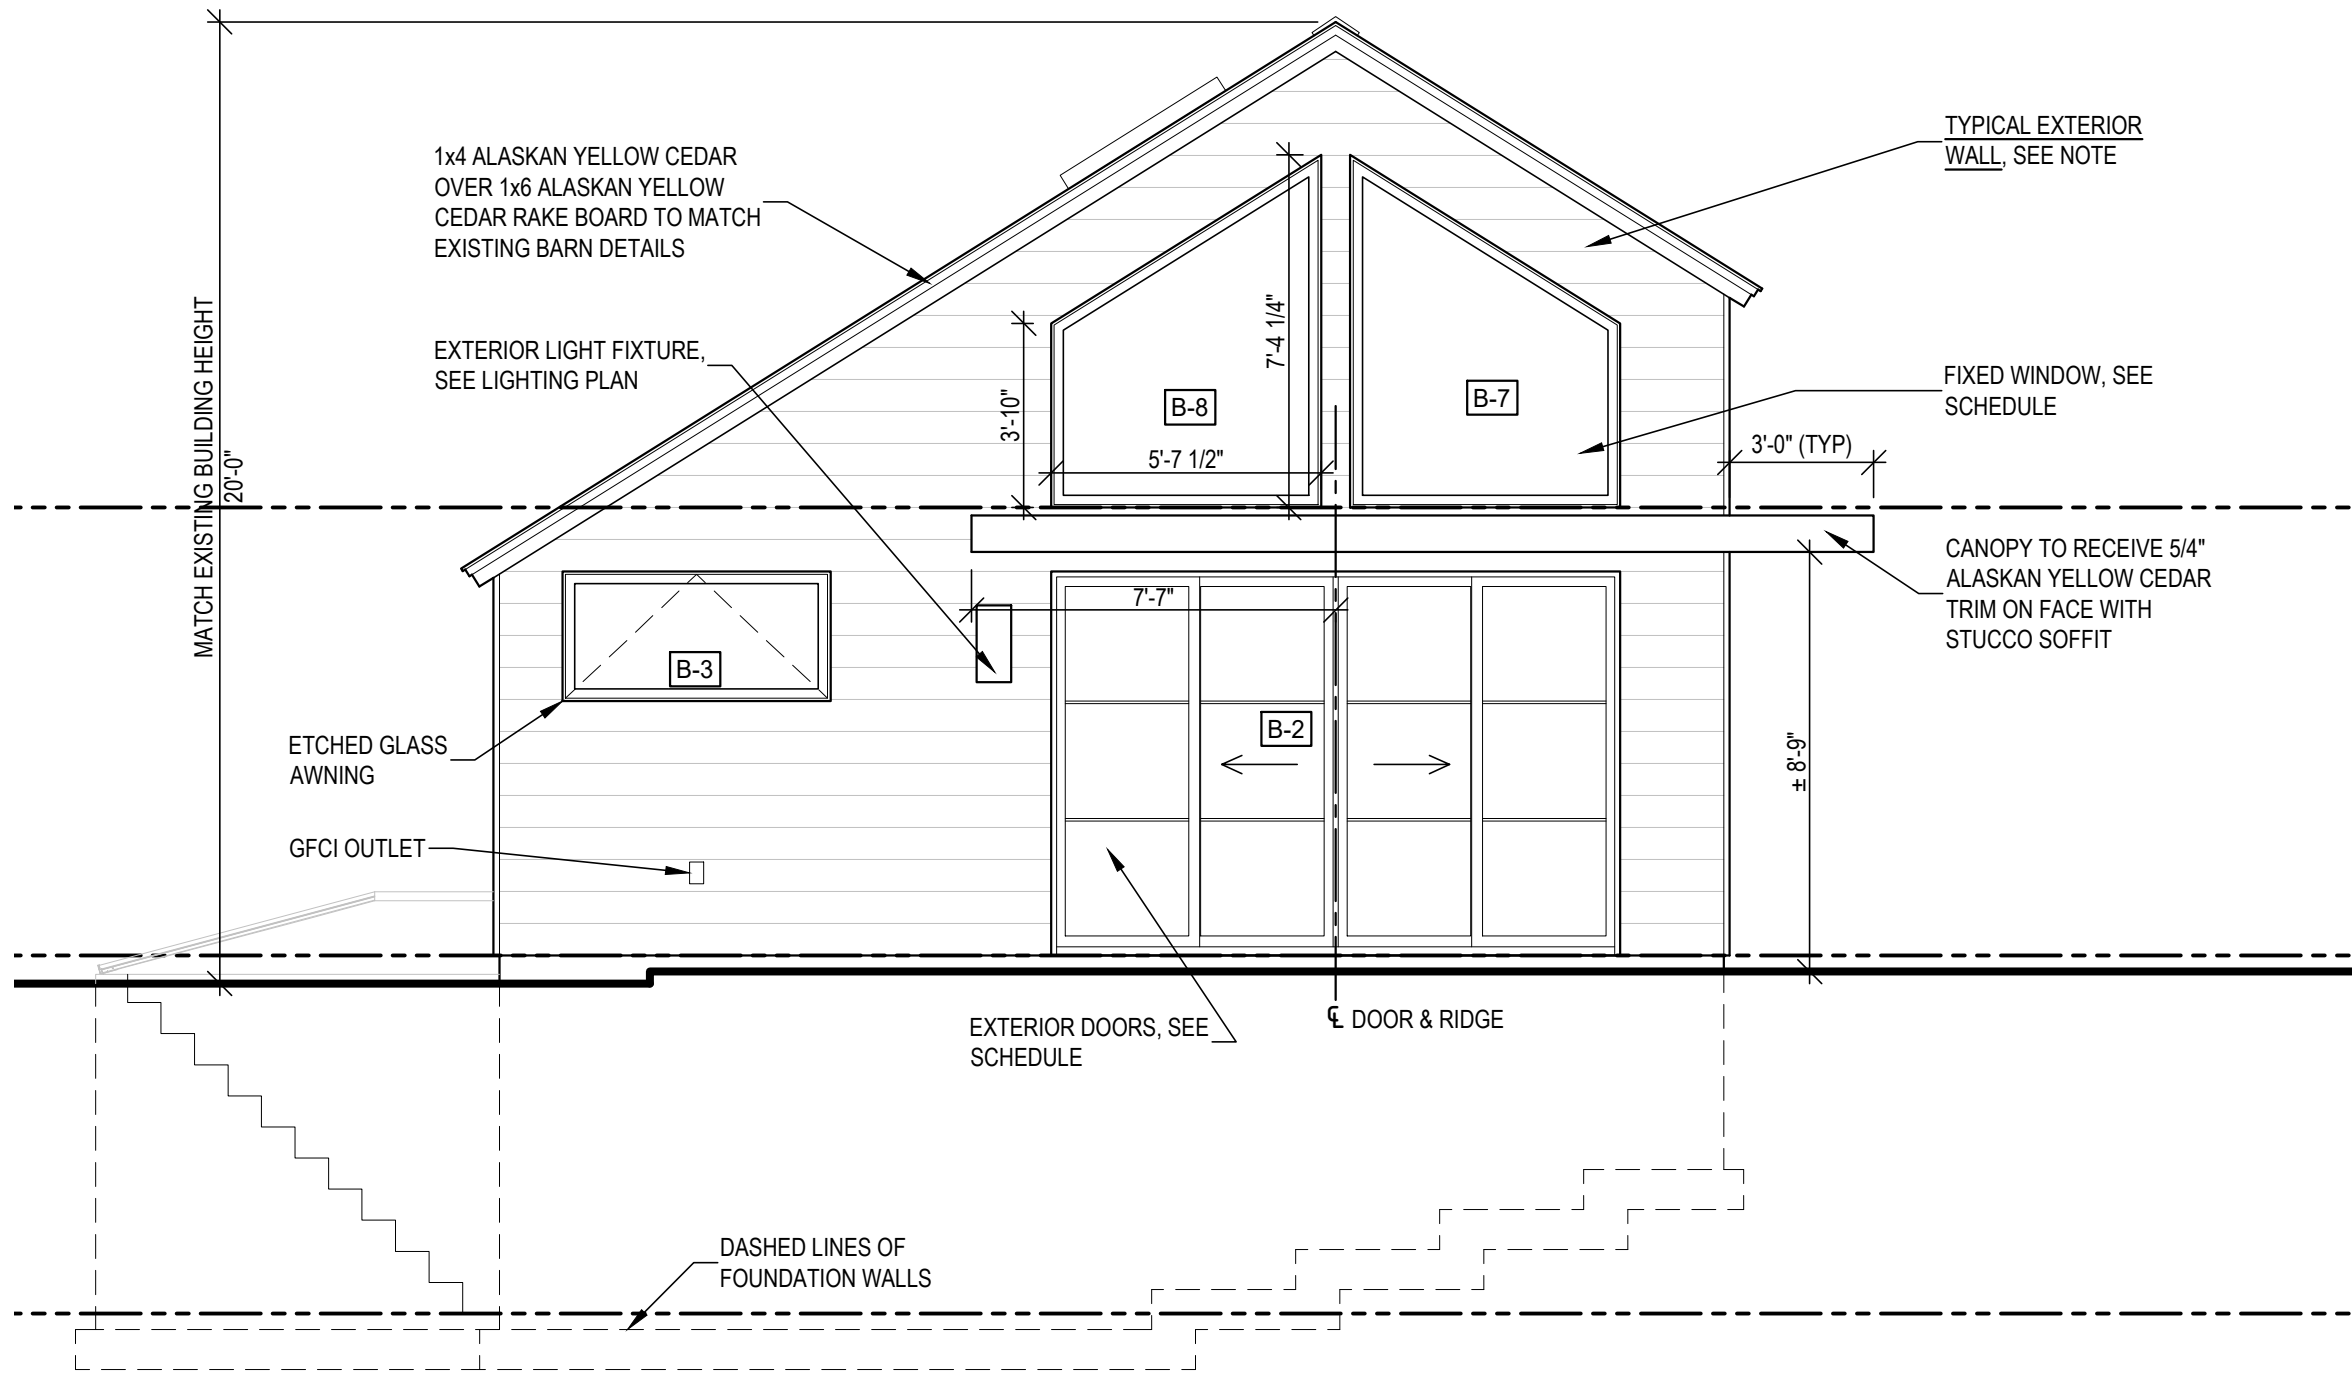 1x4 ALASKAN YELLOW CEDAR
OVER 1x6 ALASKAN YELLOW
CEDAR RAKE BOARD TO MATCH
EXISTING BARN DETAILS
TYPICAL EXTERIOR
WALL, SEE NOTE
MATCH EXISTING BUILDING HEIGHT
20'-0"
EXTERIOR LIGHT FIXTURE,
SEE LIGHTING PLAN
3'-10"
7'-4 1/4"
B-8
B-7
5'-7 1/2"
FIXED WINDOW, SEE
SCHEDULE
3'-0" (TYP)
CANOPY TO RECEIVE 5/4"
ALASKAN YELLOW CEDAR
TRIM ON FACE WITH
STUCCO SOFFIT
7'-7"
B-3
B-2
± 8'-9"
ETCHED GLASS
AWNING
GFCI OUTLET
EXTERIOR DOORS, SEE
SCHEDULE
℄ DOOR & RIDGE
DASHED LINES OF
FOUNDATION WALLS